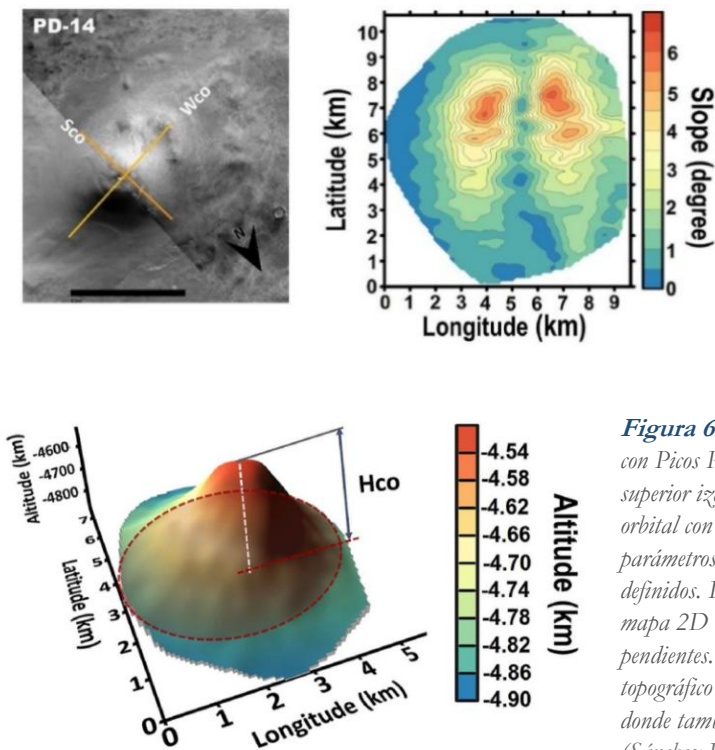 PD-14
Sco
Wco
N
10
9
8
7
6
5
4
3
2
1
0
Latitude (km)
0 1 2 3 4 5 6 7 8 9
Longitude (km)
6
5
4
3
2
1
0
Slope (degree)
-4600
-4700
-4800
Altitude (km)
7
6
5
4
3
2
1
0
Latitude (km)
0 1 2 3 4 5
Longitude (km)
Hco
-4.54
-4.58
-4.62
-4.66
-4.70
-4.74
-4.78
-4.82
-4.86
-4.90
Altitude (km)
Figura 6
con Picos
superior
orbital con
parámetros
definidos.
mapa 2D
pendientes.
topográfico
donde